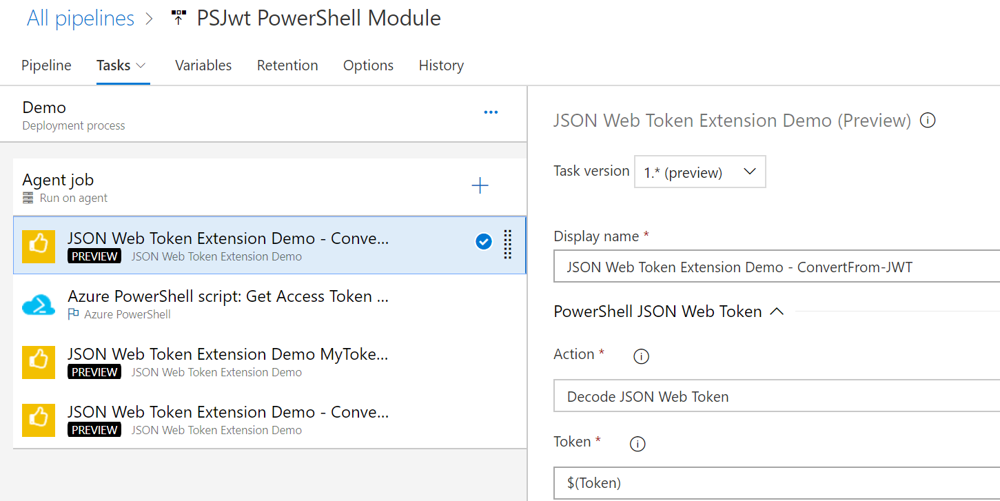 All pipelines > PSJwt PowerShell Module
Pipeline Tasks Variables Retention Options History
Demo
Deployment process
...
Agent job
Run on agent
JSON Web Token Extension Demo - Conve...
PREVIEW JSON Web Token Extension Demo
Azure PowerShell script: Get Access Token ...
Azure PowerShell
JSON Web Token Extension Demo MyToke...
PREVIEW JSON Web Token Extension Demo
JSON Web Token Extension Demo - Conve...
PREVIEW JSON Web Token Extension Demo
JSON Web Token Extension Demo (Preview)
Task version 1.* (preview)
Display name *
JSON Web Token Extension Demo - ConvertFrom-JWT
PowerShell JSON Web Token
Action *
Decode JSON Web Token
Token *
$(Token)